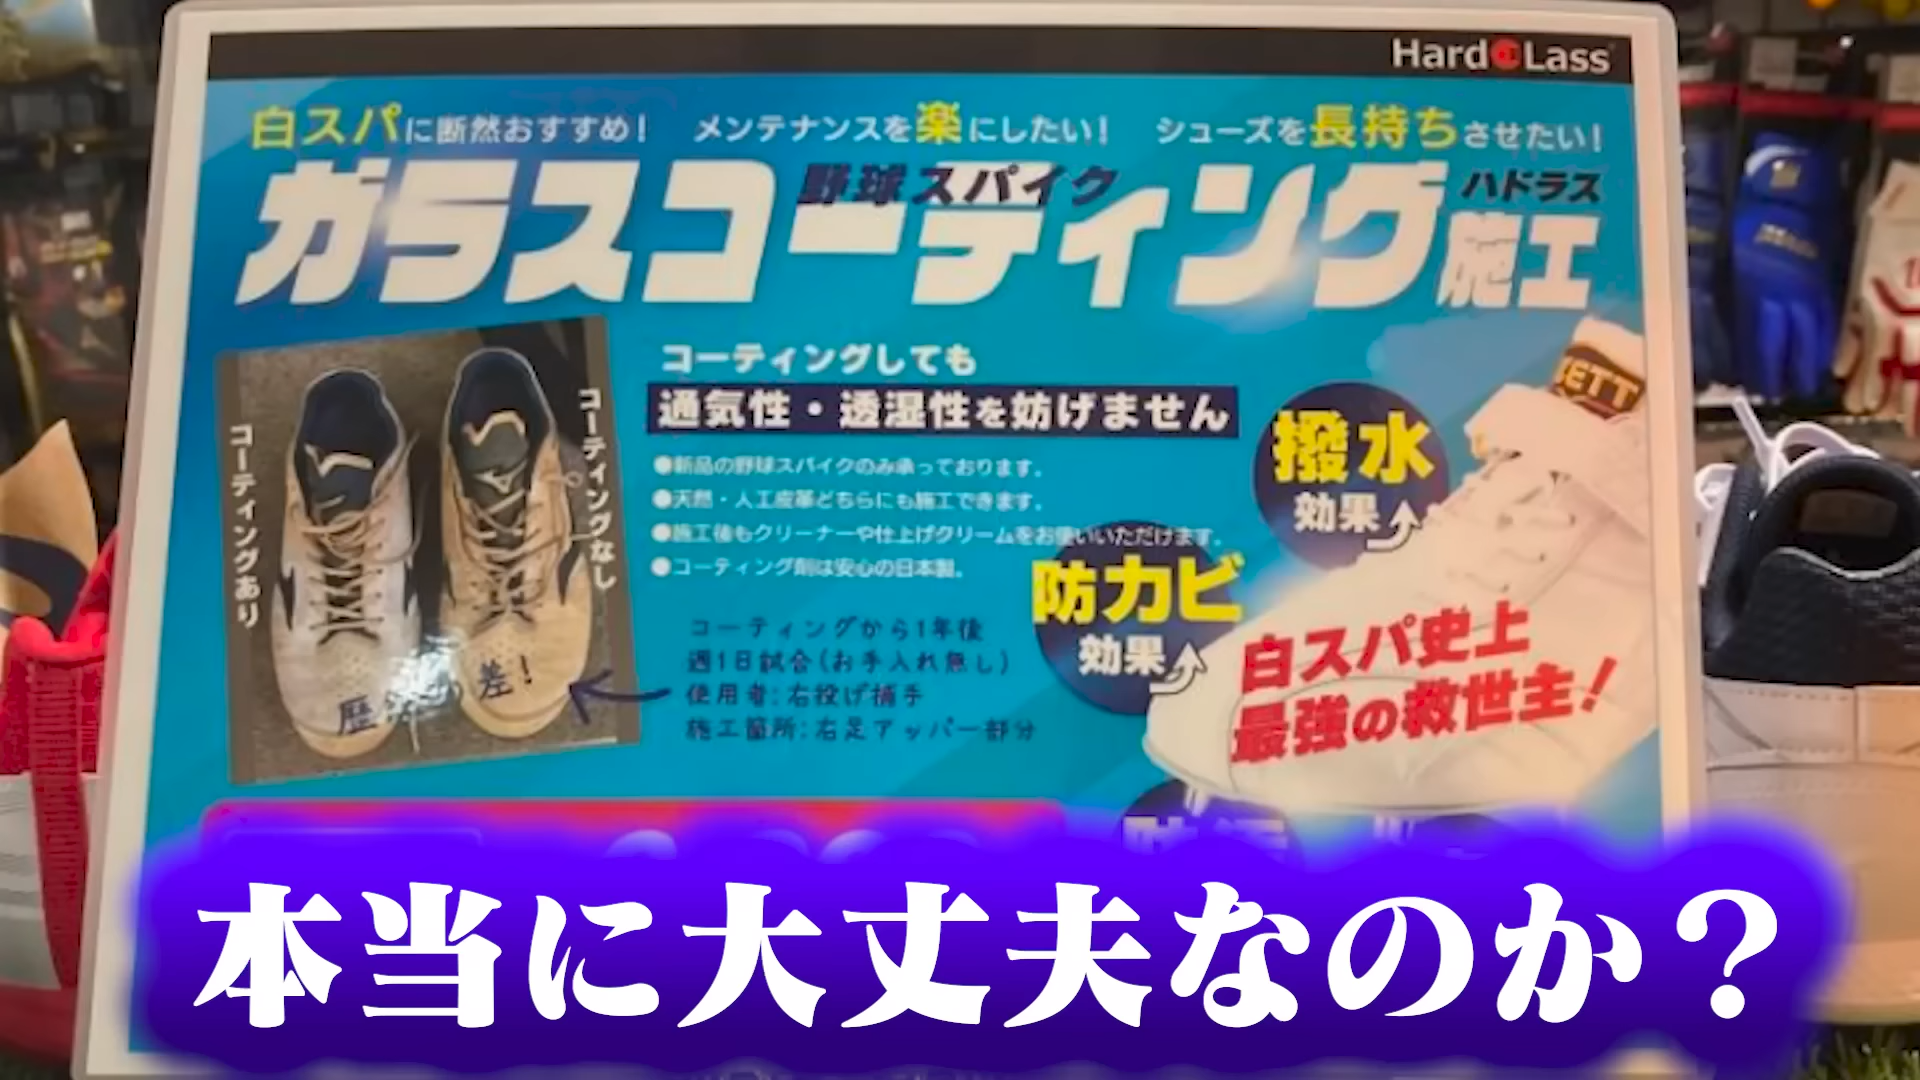 HardoLass
白スパに断然おすすめ! メンテナンスを楽にしたい! シューズを長持ちさせたい!
野球スパイク
ガラスコーティング
ハドラス
施工
コーティングしても
通気性・透湿性を妨げません
●新品の野球スパイクのみ承っております。
●天然・人工皮革どちらにも施工できます。
●施工後もクリーナーや仕上げクリームをお使いいただけます。
●コーティング剤は安心の日本製。
コーティングあり
コーティングなし
差!
コーティングから1年後
週1日試合(お手入れ無し)
使用者:右投げ捕手
施工箇所:右足アッパー部分
ZETT
撥水
効果
防カビ
効果
白スパ史上
最強の救世主!
本当に大丈夫なのか?